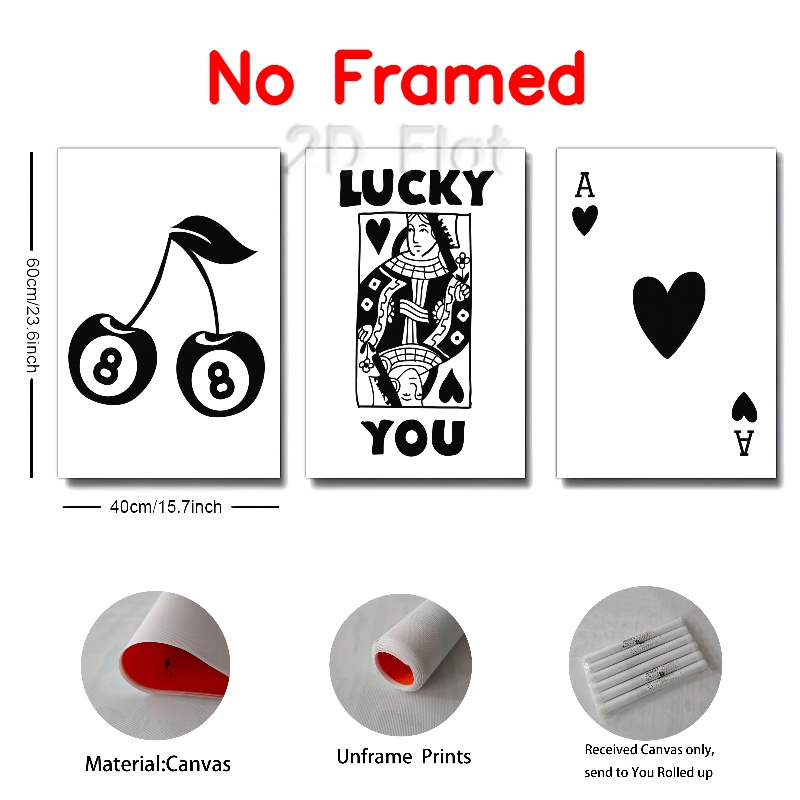 No Framed
2D Flat
60cm/23.6inch
8
8
LUCKY
YOU
A
A
40cm/15.7inch
Material:Canvas
Unframe Prints
Received Canvas only,
send to You Rolled up